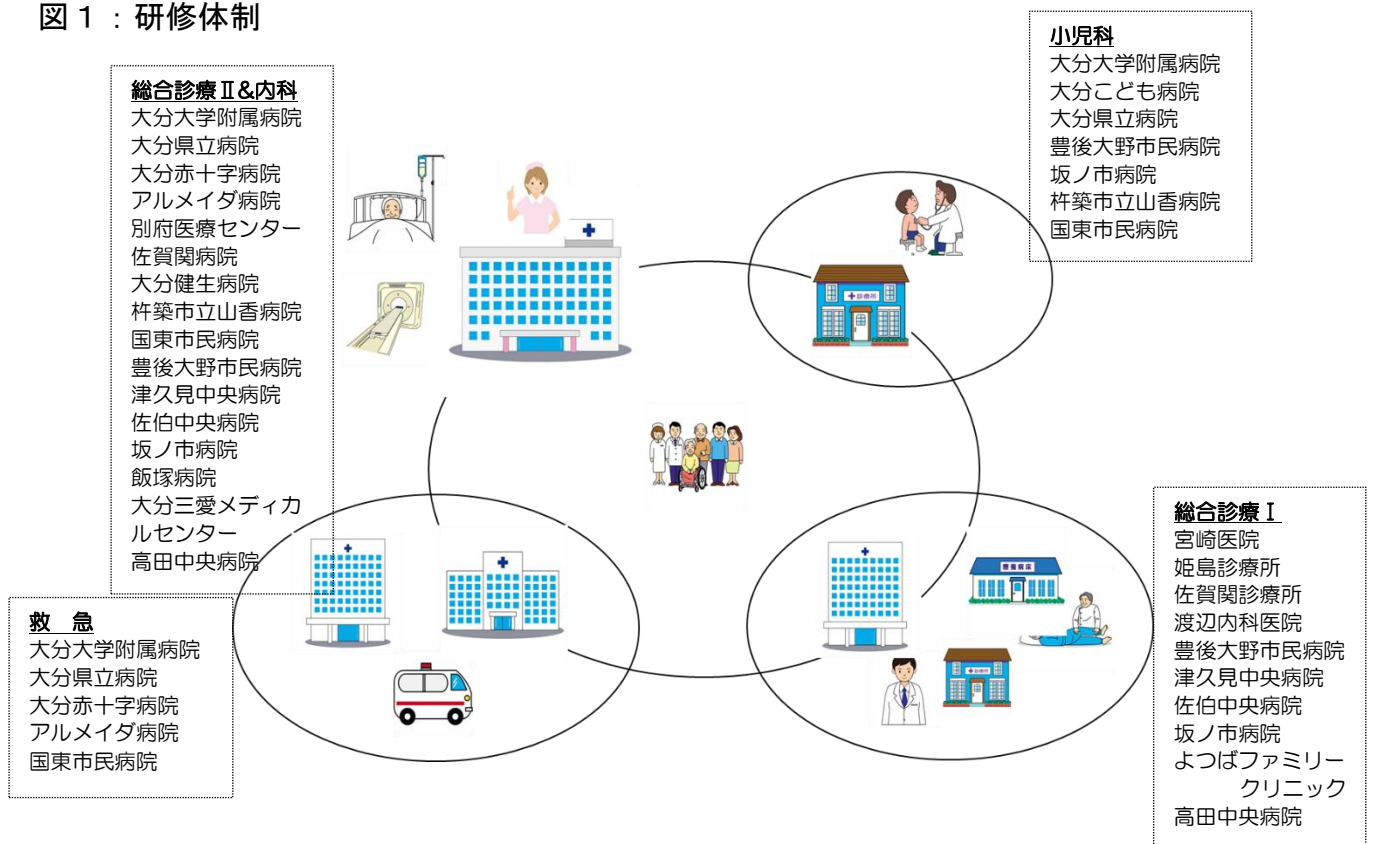 図1：研修体制
総合診療Ⅱ&内科
大分大学附属病院
大分県立病院
大分赤十字病院
アルメイダ病院
別府医療センター
佐賀関病院
大分健生病院
杵築市立山香病院
国東市民病院
豊後大野市民病院
津久見中央病院
佐伯中央病院
坂ノ市病院
飯塚病院
大分三愛メディカ
ルセンター
高田中央病院
小児科
大分大学附属病院
大分こども病院
大分県立病院
豊後大野市民病院
坂ノ市病院
杵築市立山香病院
国東市民病院
診療所
救　急
大分大学附属病院
大分県立病院
大分赤十字病院
アルメイダ病院
国東市民病院
療養病床
診療所
総合診療Ⅰ
宮崎医院
姫島診療所
佐賀関診療所
渡辺内科医院
豊後大野市民病院
津久見中央病院
佐伯中央病院
坂ノ市病院
よつばファミリー
クリニック
高田中央病院